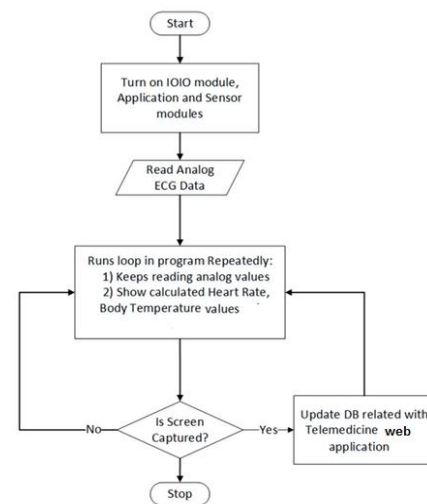 Start
Turn on IOIO module,
Application and Sensor
modules
Read Analog
ECG Data
Runs loop in program Repeatedly:
1) Keeps reading analog values
2) Show calculated Heart Rate,
Body Temperature values
Is Screen
Captured?
No
Yes
Update DB related with
Telemedicine web
application
Stop